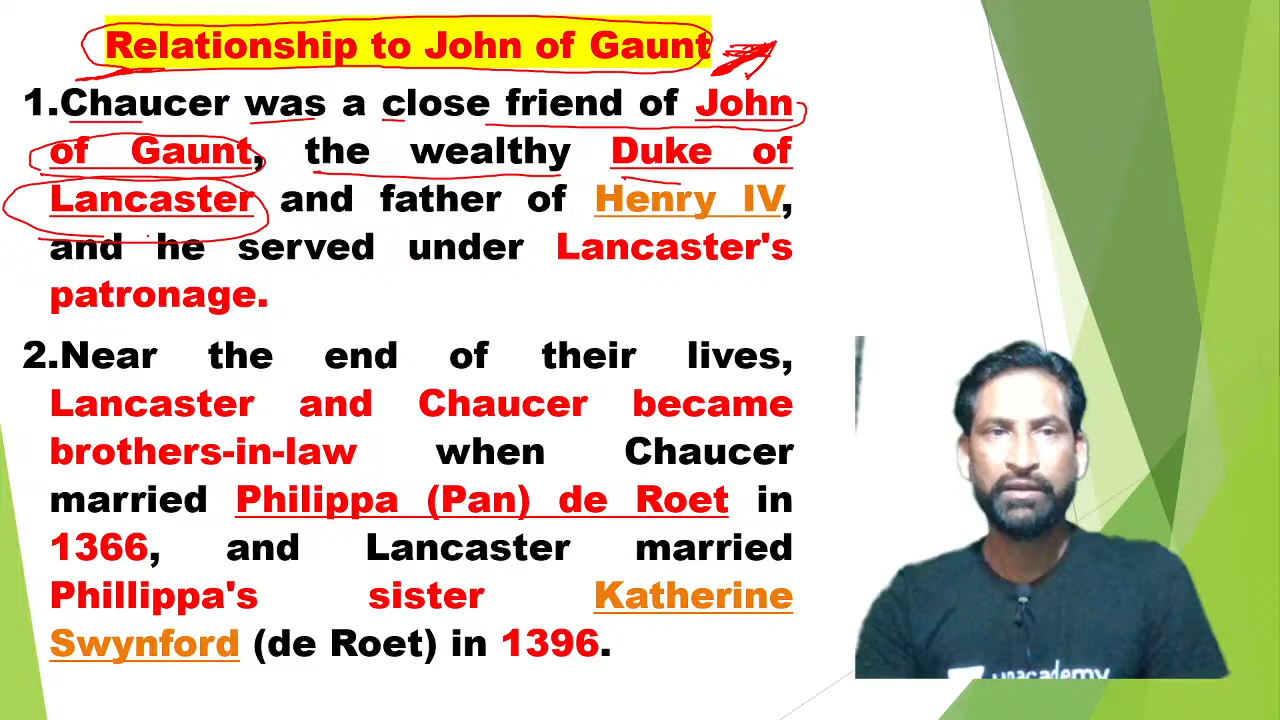 Relationship to John of Gaunt
1.Chaucer was a close friend of John
of Gaunt, the wealthy Duke of
Lancaster and father of Henry IV,
and he served under Lancaster's
patronage.
2.Near the end of their lives,
Lancaster and Chaucer became
brothers-in-law when Chaucer
married Philippa (Pan) de Roet in
1366, and Lancaster married
Phillippa's sister Katherine
Swynford (de Roet) in 1396.